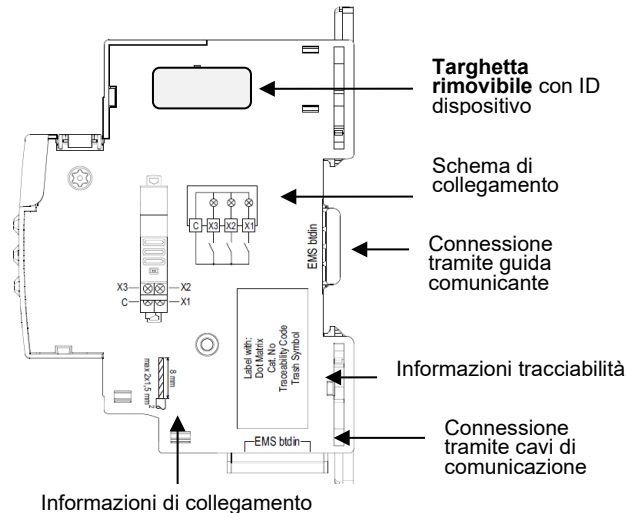 Targhetta
rimovibile con ID
dispositivo
Schema di
collegamento
C X3 X2 X1
EMS btdin
Connessione
tramite guida
comunicante
X3 X2
C X1
Label with:
Dot Matrix
Cat. No
Traceability Code
Trash Symbol
Informazioni tracciabilità
8 mm
max 2x1,5 mm²
EMS btdin
Connessione
tramite cavi di
comunicazione
Informazioni di collegamento